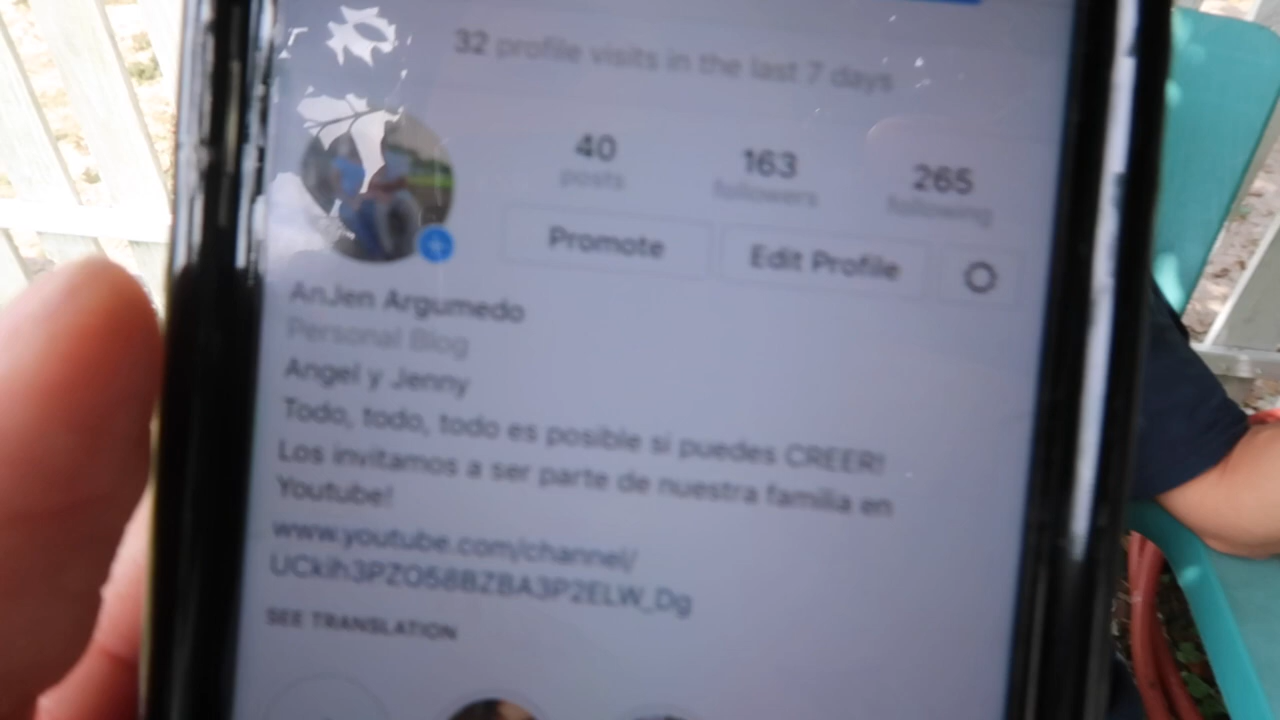 32 profile visits in the last 7 days
40 163 265
posts followers following
Promote Edit Profile
AnJen Argumedo
Personal Blog
Angel y Jenny
Todo, todo, todo es posible si puedes CREER!
Los invitamos a ser parte de nuestra familia en
Youtube!
www.youtube.com/channel/
UCkih3PZO58BZBA3P2ELW_Dg
SEE TRANSLATION